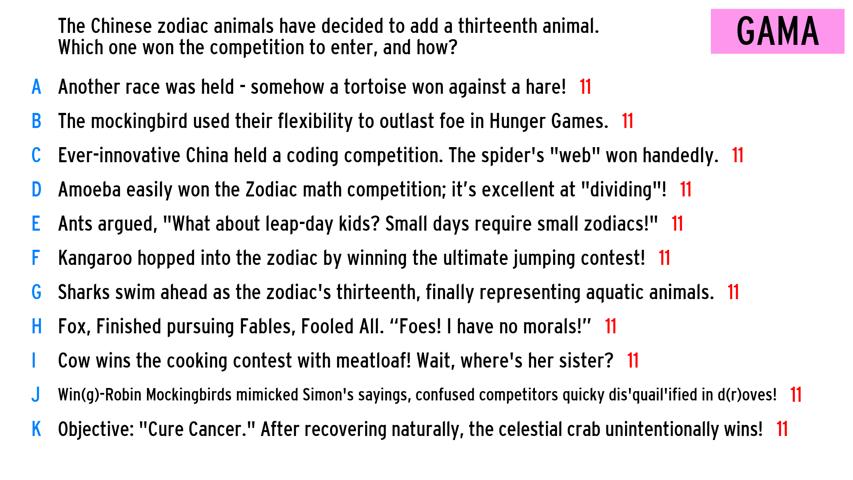 The Chinese zodiac animals have decided to add a thirteenth animal.
Which one won the competition to enter, and how?
GAMA
A Another race was held - somehow a tortoise won against a hare! 11
B The mockingbird used their flexibility to outlast foe in Hunger Games. 11
C Ever-innovative China held a coding competition. The spider's "web" won handedly. 11
D Amoeba easily won the Zodiac math competition; it’s excellent at "dividing"! 11
E Ants argued, "What about leap-day kids? Small days require small zodiacs!" 11
F Kangaroo hopped into the zodiac by winning the ultimate jumping contest! 11
G Sharks swim ahead as the zodiac's thirteenth, finally representing aquatic animals. 11
H Fox, Finished pursuing Fables, Fooled All. “Foes! I have no morals!” 11
I Cow wins the cooking contest with meatloaf! Wait, where's her sister? 11
J Win(g)-Robin Mockingbirds mimicked Simon's sayings, confused competitors quicky dis'quail'ified in d(r)oves! 11
K Objective: "Cure Cancer." After recovering naturally, the celestial crab unintentionally wins! 11